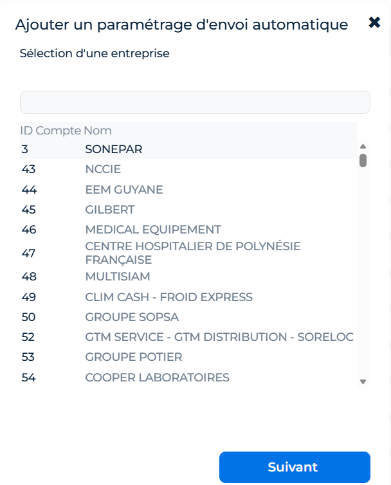 Ajouter un paramétrage d'envoi automatique ✖
Sélection d'une entreprise
ID Compte Nom
3 SONEPAR
43 NCCIE
44 EEM GUYANE
45 GILBERT
46 MEDICAL EQUIPEMENT
47 CENTRE HOSPITALIER DE POLYNÉSIE
FRANÇAISE
48 MULTISIAM
49 CLIM CASH - FROID EXPRESS
50 GROUPE SOPSA
52 GTM SERVICE - GTM DISTRIBUTION - SORELOC
53 GROUPE POTIER
54 COOPER LABORATOIRES
Suivant